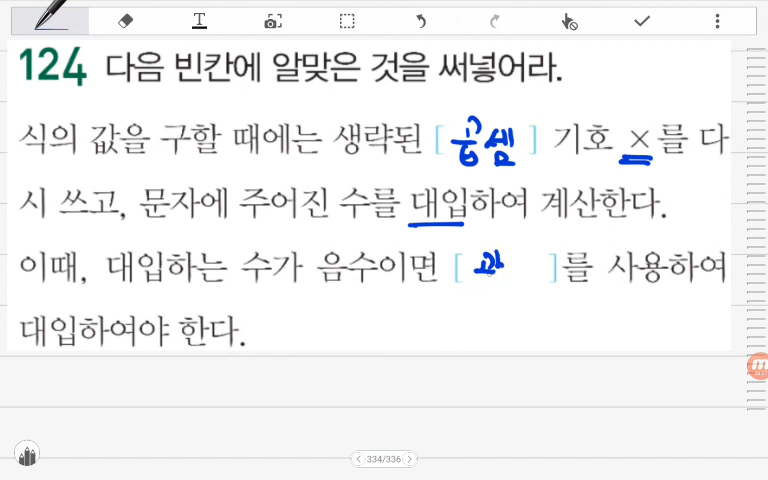 T
124 다음 빈칸에 알맞은 것을 써넣어라.
식의 값을 구할 때에는 생략된 [ 곱셈 ] 기호 ×를 다
시 쓰고, 문자에 주어진 수를 대입하여 계산한다.
이때, 대입하는 수가 음수이면 [ 괄 ]를 사용하여
대입하여야 한다.
334/336